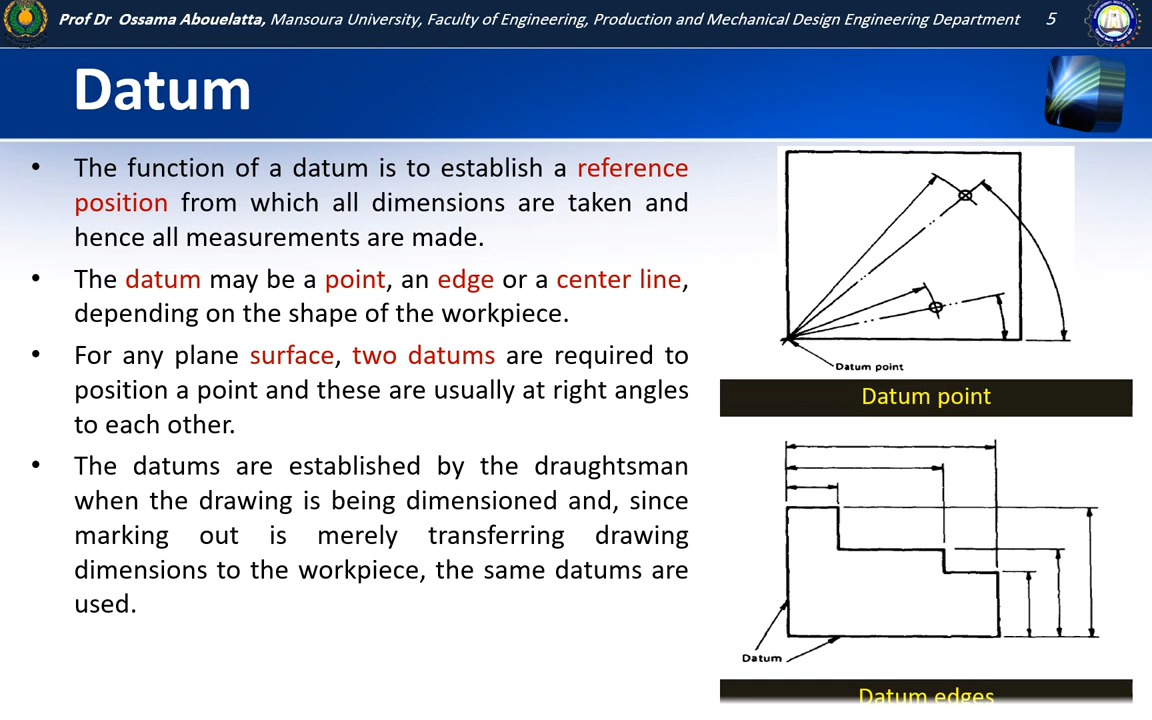 Prof Dr Ossama Abouelatta, Mansoura University, Faculty of Engineering, Production and Mechanical Design Engineering Department 5
Datum
• The function of a datum is to establish a reference
position from which all dimensions are taken and
hence all measurements are made.
• The datum may be a point, an edge or a center line,
depending on the shape of the workpiece.
• For any plane surface, two datums are required to
position a point and these are usually at right angles
to each other.
• The datums are established by the draughtsman
when the drawing is being dimensioned and, since
marking out is merely transferring drawing
dimensions to the workpiece, the same datums are
used.
Datum point
Datum point
Datum
Datum edges